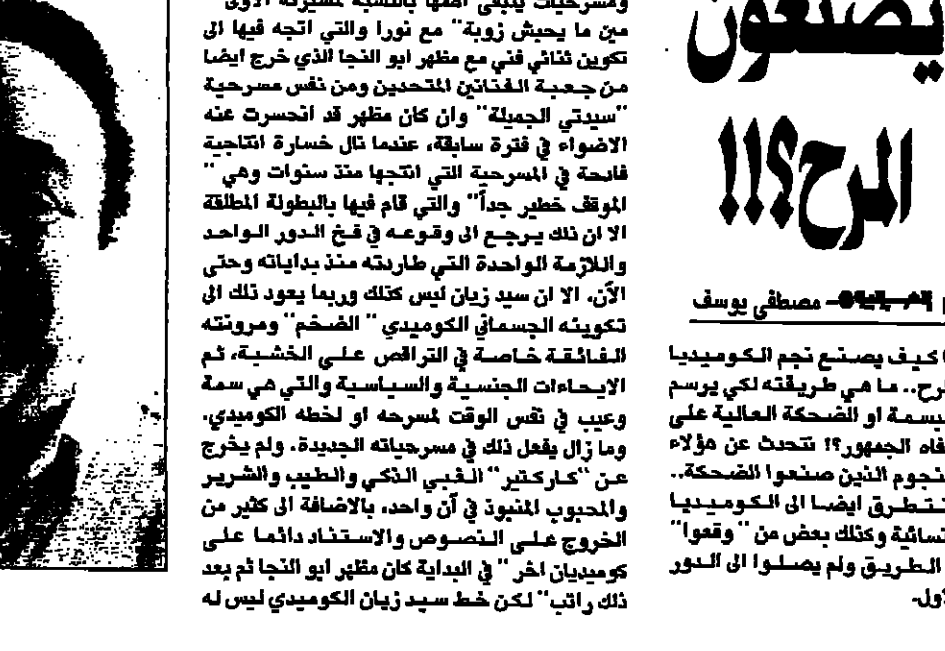 يصنعون
المرح؟!!
مصطفى يوسف
كيف يصنع نجم الكوميديا
ما هي طريقته لكي يرسم
او الضحكة العالية على
الجمهور؟! نتحدث عن هؤلاء
الذين صنعوا الضحكة..
ايضا الى الكوميديا
وكذلك بعض من "وقعوا"
الطريق ولم يصلوا الى الدور
ومسرحيات يبقى اهمها بالنسبة لمسيرته الاولى "
مين ما يحبش زوبة" مع نورا والتي اتجه فيها الى
تكوين ثنائي فني مع مظهر ابو النجا الذي خرج ايضا
من جعبة الفنانين المتحدين ومن نفس مسرحية
"سيدتي الجميلة" وان كان مظهر قد انحسرت عنه
الاضواء في فترة سابقة، عندما نال خسارة انتاجية
فادحة في المسرحية التي انتجها منذ سنوات وهي "
الموقف خطير جداً" والتي قام فيها بالبطولة المطلقة
الا ان ذلك يرجع الى وقوعه في فخ الدور الواحد
واللازمة الواحدة التي طاردته منذ بداياته وحتى
الآن، الا ان سيد زيان ليس كذلك وربما يعود ذلك الى
تكوينه الجسماني الكوميدي " الضخم" ومرونته
الفائقة خاصة في التراقص على الخشبة، ثم
الايحاءات الجنسية والسياسية والتي هي سمة
وعيب في نفس الوقت لمسرحه او لخطه الكوميدي.
وما زال يفعل ذلك في مسرحياته الجديدة. ولم يخرج
عن "كاركتير" الغبي الذكي والطيب والشرير
والمحبوب المنبوذ في آن واحد، بالاضافة الى كثير من
الخروج على النصوص والاستناد دائما على
كوميديان اخر " في البداية كان مظهر ابو النجا ثم بعد
ذلك راتب" لكن خط سيد زيان الكوميدي ليس له